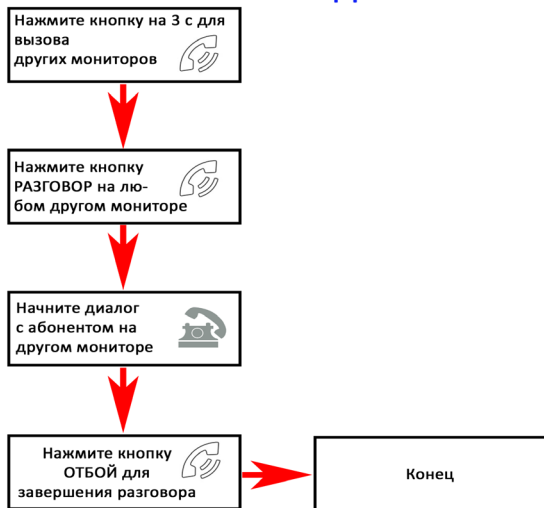 Нажмите кнопку на 3 с для
вызова
других мониторов
Нажмите кнопку
РАЗГОВОР на лю-
бом другом мониторе
Начните диалог
с абонентом на
другом мониторе
Нажмите кнопку
ОТБОЙ для
завершения разговора
Конец